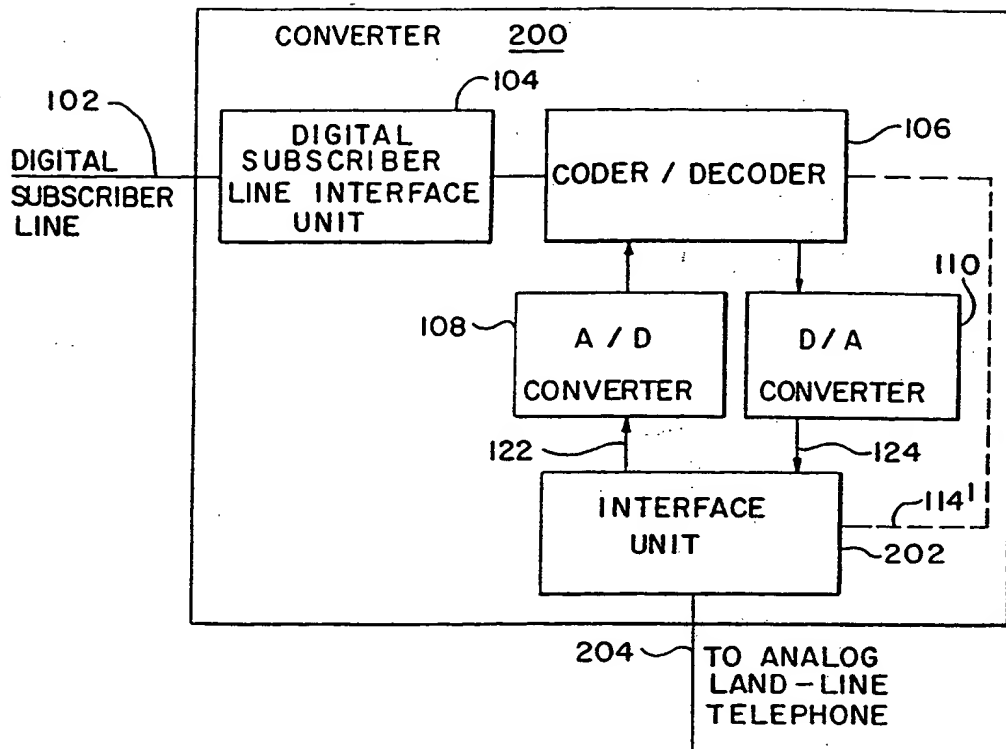 CONVERTER 200
102
104
DIGITAL
SUBSCRIBER
LINE INTERFACE
UNIT
106
CODER / DECODER
DIGITAL
SUBSCRIBER
LINE
108
A / D
CONVERTER
110
D/A
CONVERTER
122
124
INTERFACE
UNIT
114'
202
204
TO ANALOG
LAND-LINE
TELEPHONE